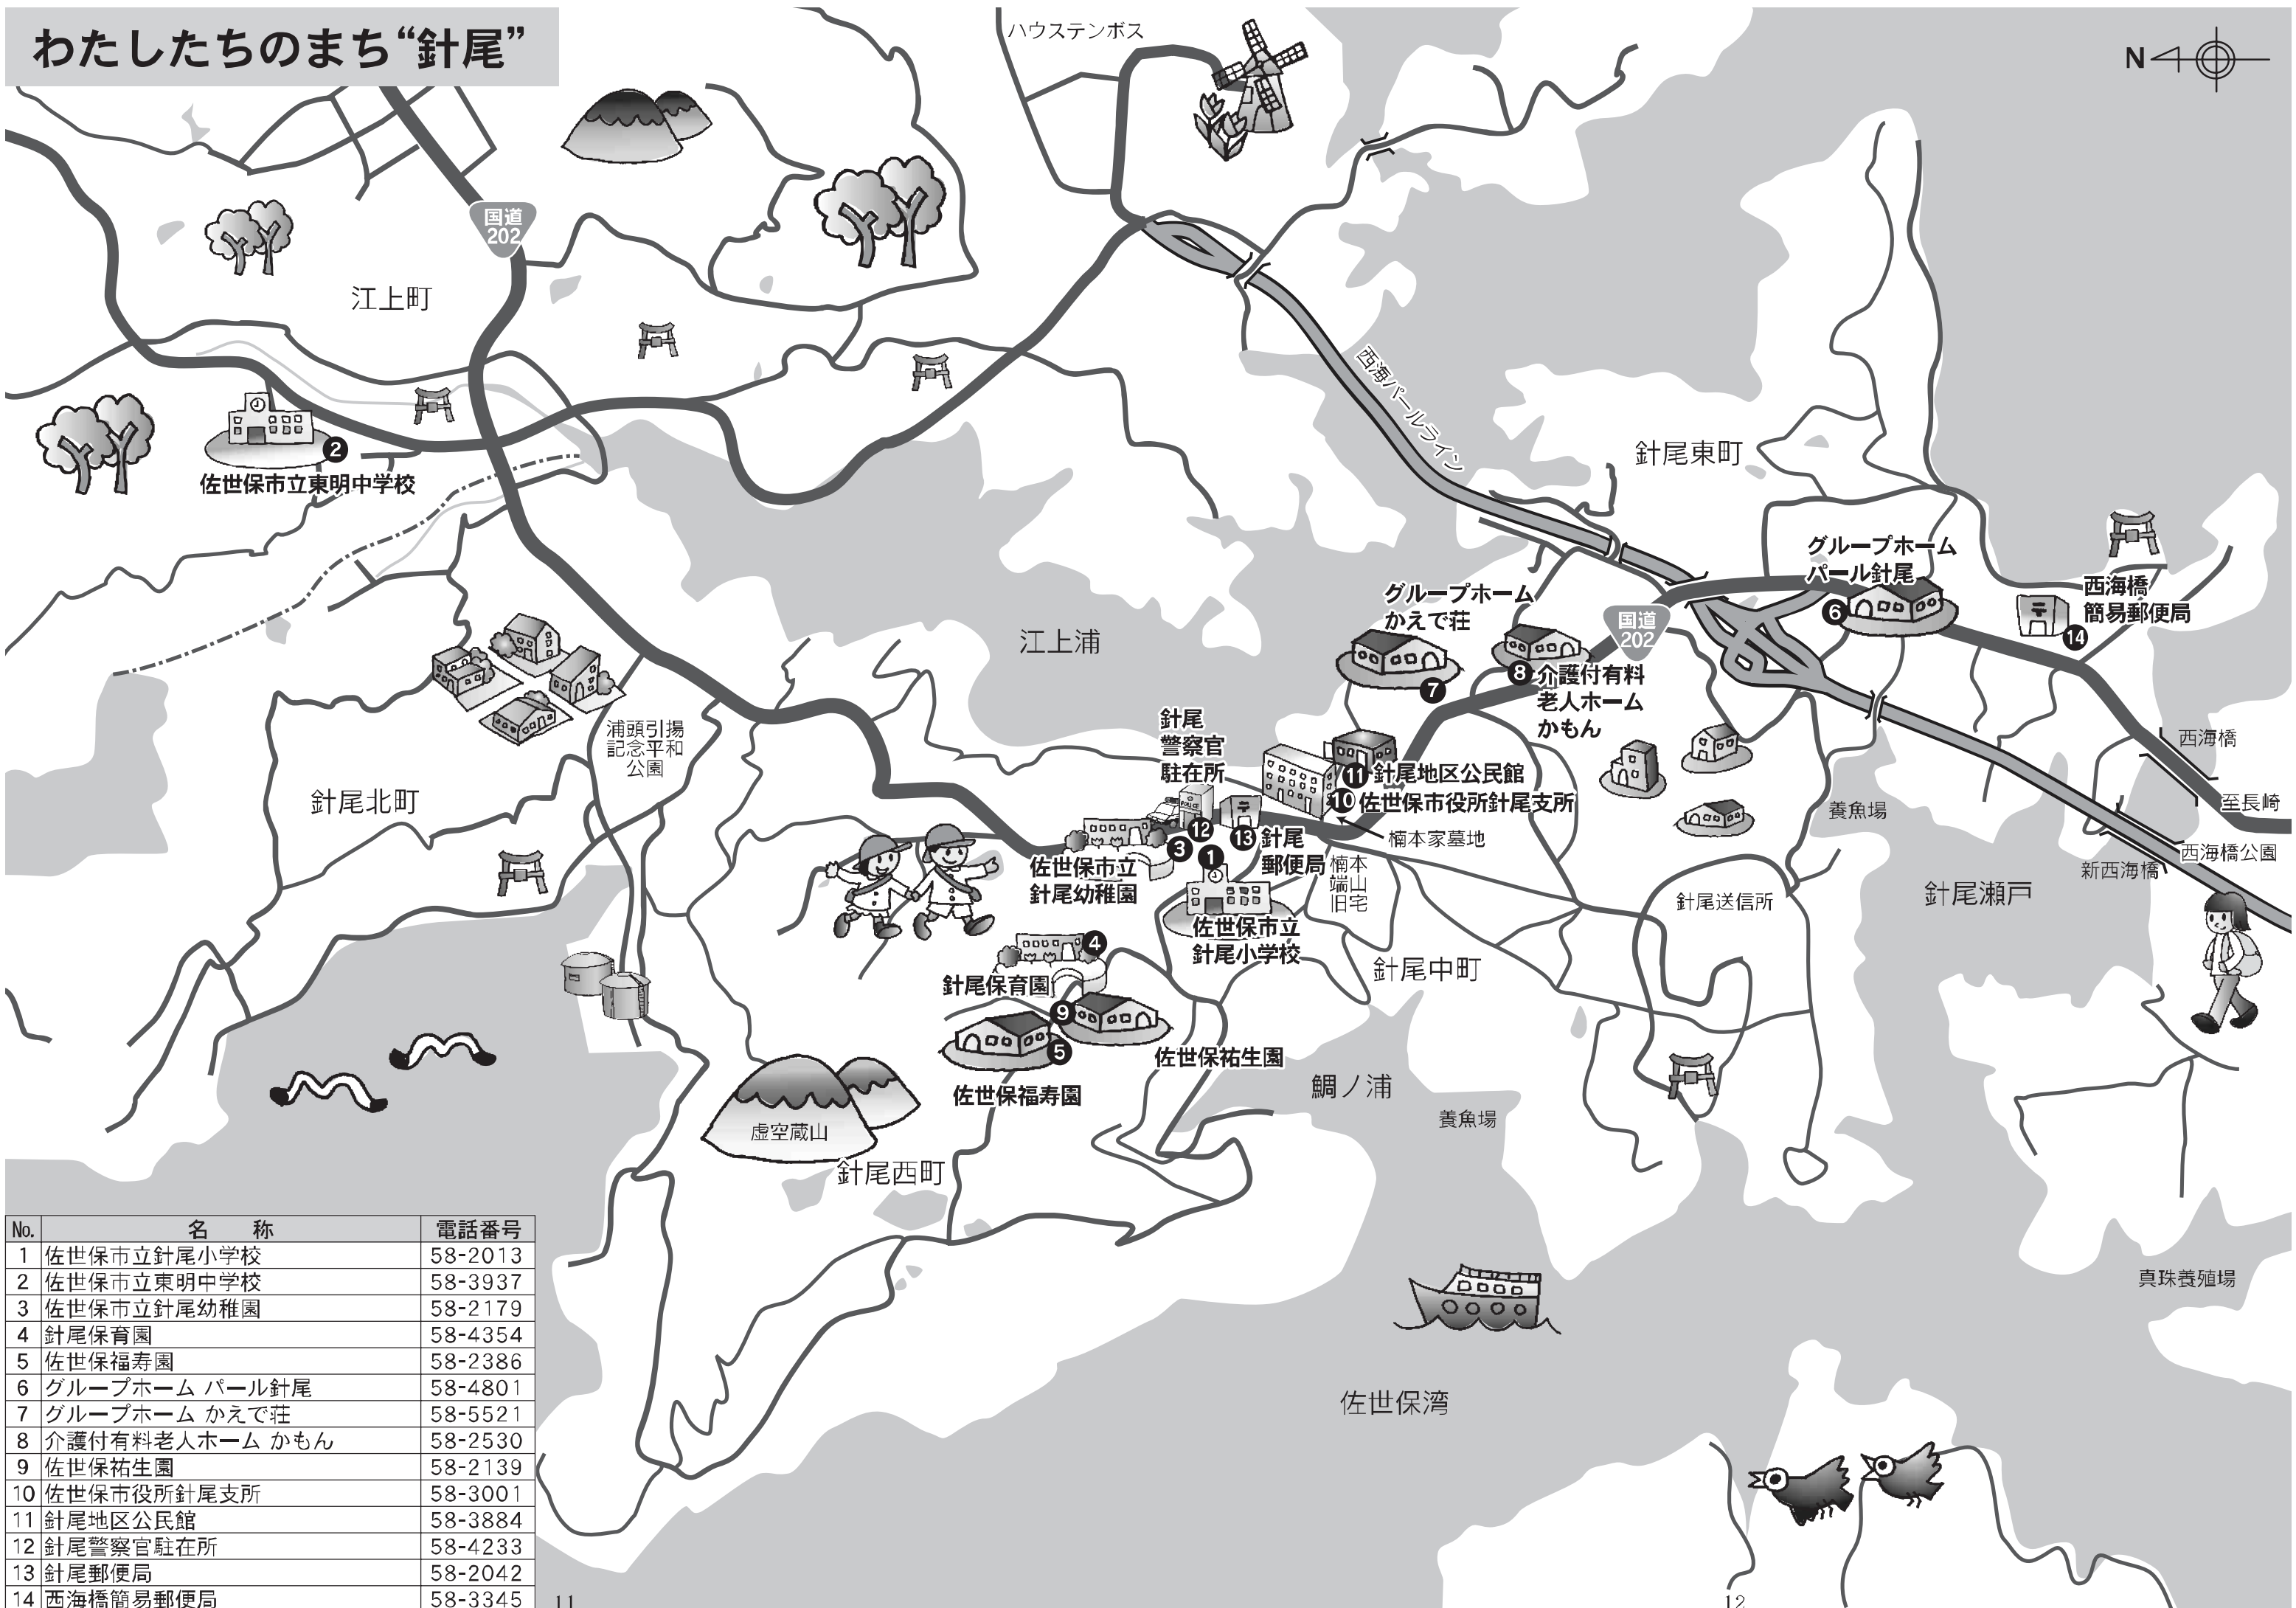 わたしたちのまち“針尾”
ハウステンボス
N
国道
202
江上町
西海パールライン
針尾東町
2
佐世保市立東明中学校
グループホーム
パール針尾
6
西海橋
簡易郵便局
14
グループホーム
かえで荘
7
国道
202
8
介護付有料
老人ホーム
かもん
江上浦
浦頭引揚
記念平和
公園
針尾北町
針尾
警察官
駐在所
12
11
針尾地区公民館
10
佐世保市役所針尾支所
楠本家墓地
13
針尾
郵便局
3
佐世保市立
針尾幼稚園
1
佐世保市立
針尾小学校
楠本
端山
旧宅
西海橋
至長崎
養魚場
西海橋公園
新西海橋
針尾送信所
針尾瀬戸
針尾中町
4
針尾保育園
9
佐世保祐生園
5
佐世保福寿園
鯛ノ浦
養魚場
虚空蔵山
針尾西町
真珠養殖場
佐世保湾
No. 名　称 電話番号
1 佐世保市立針尾小学校 58-2013
2 佐世保市立東明中学校 58-3937
3 佐世保市立針尾幼稚園 58-2179
4 針尾保育園 58-4354
5 佐世保福寿園 58-2386
6 グループホーム パール針尾 58-4801
7 グループホーム かえで荘 58-5521
8 介護付有料老人ホーム かもん 58-2530
9 佐世保祐生園 58-2139
10 佐世保市役所針尾支所 58-3001
11 針尾地区公民館 58-3884
12 針尾警察官駐在所 58-4233
13 針尾郵便局 58-2042
14 西海橋簡易郵便局 58-3345
11
12